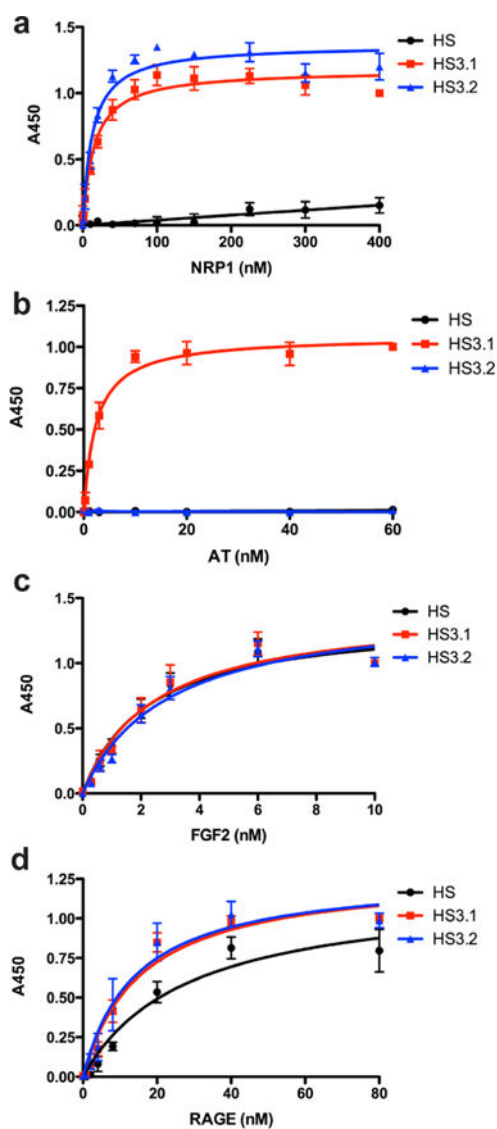 a
HS
HS3.1
HS3.2
A450
1.5
1.0
0.5
0.0
0 100 200 300 400
NRP1 (nM)
b
HS
HS3.1
HS3.2
A450
1.25
1.00
0.75
0.50
0.25
0.00
0 20 40 60
AT (nM)
c
HS
HS3.1
HS3.2
A450
1.5
1.0
0.5
0.0
0 2 4 6 8 10
FGF2 (nM)
d
HS
HS3.1
HS3.2
A450
1.25
1.00
0.75
0.50
0.25
0.00
0 20 40 60 80
RAGE (nM)